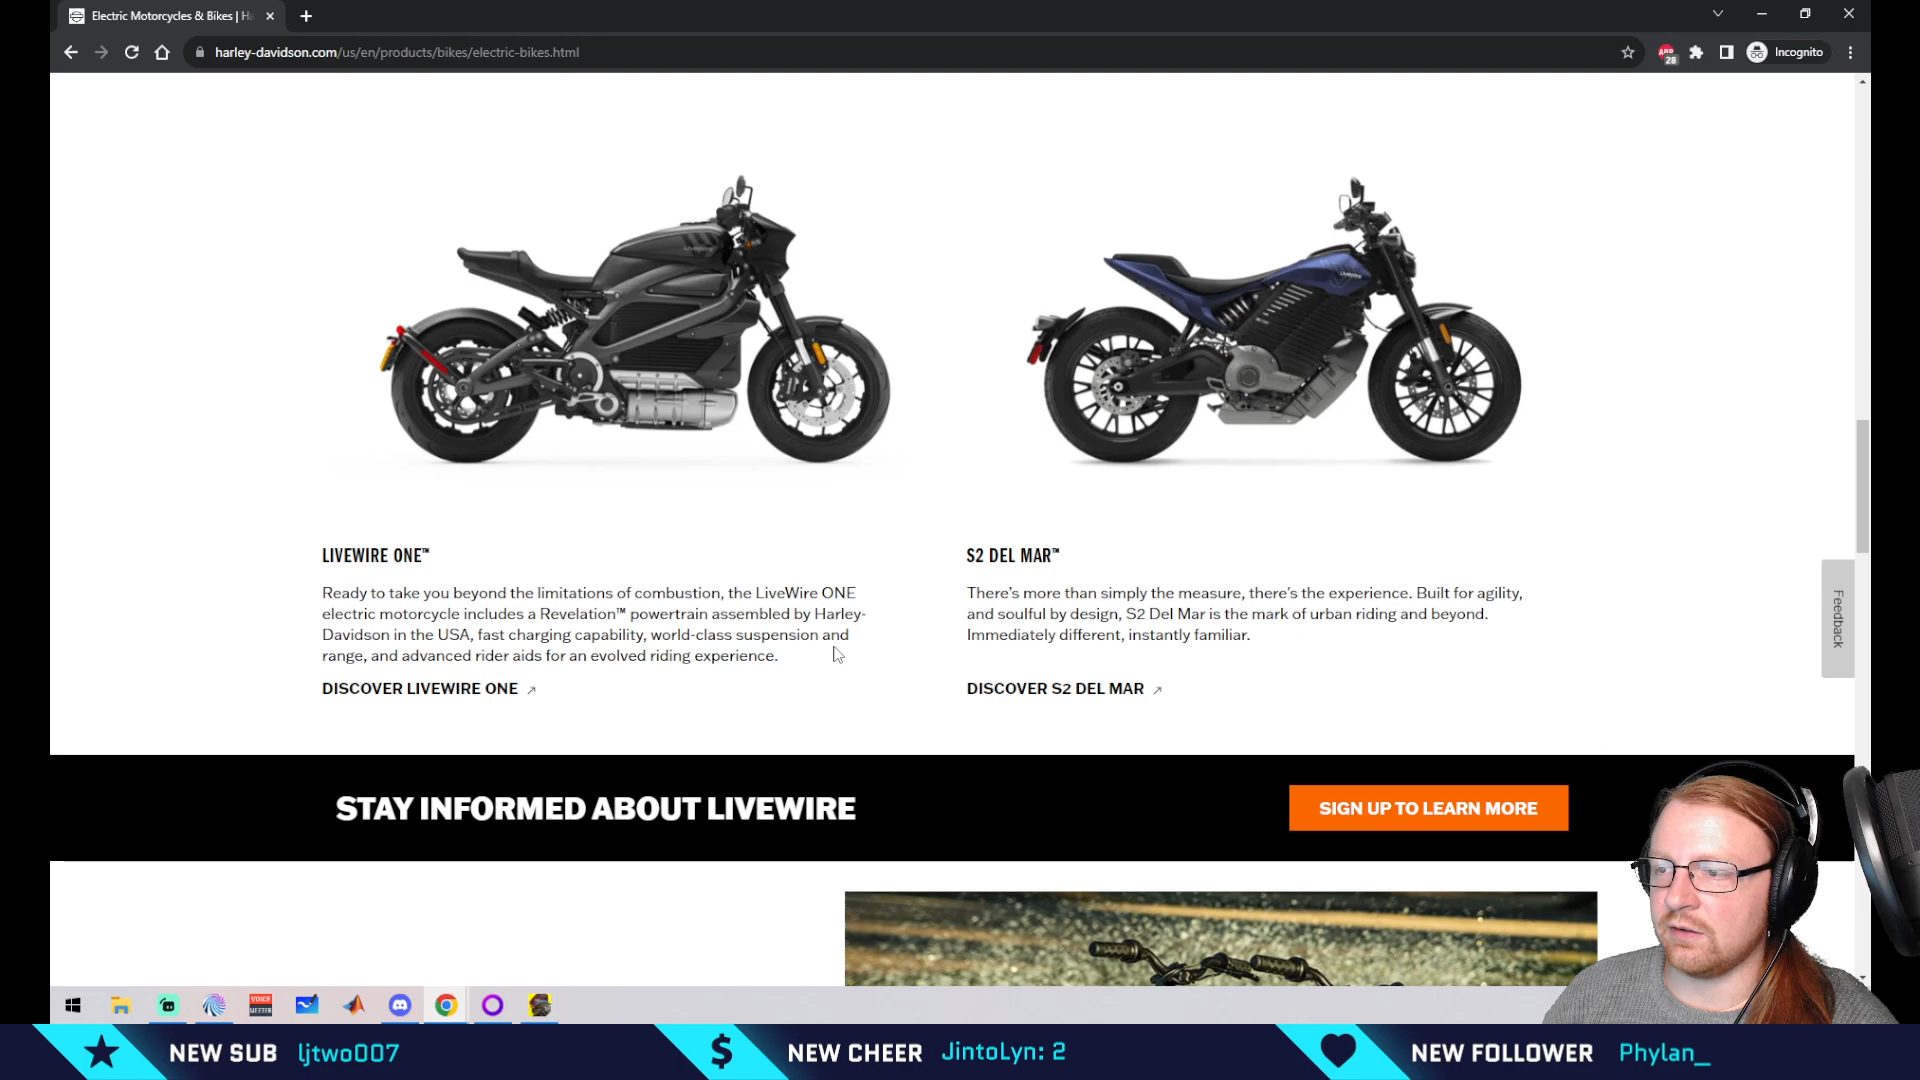 Electric Motorcycles & Bikes | Ha
harley-davidson.com/us/en/products/bikes/electric-bikes.html
ABP
28
Incognito
LiveWire
LiveWire
LIVEWIRE ONE™
Ready to take you beyond the limitations of combustion, the LiveWire ONE
electric motorcycle includes a Revelation™ powertrain assembled by Harley-
Davidson in the USA, fast charging capability, world-class suspension and
range, and advanced rider aids for an evolved riding experience.
DISCOVER LIVEWIRE ONE ↗
S2 DEL MAR™
There's more than simply the measure, there's the experience. Built for agility,
and soulful by design, S2 Del Mar is the mark of urban riding and beyond.
Immediately different, instantly familiar.
DISCOVER S2 DEL MAR ↗
Feedback
STAY INFORMED ABOUT LIVEWIRE
SIGN UP TO LEARN MORE
VOICE
MEETER
NEW SUB ljtwo007
$ NEW CHEER JintoLyn: 2
NEW FOLLOWER Phylan_